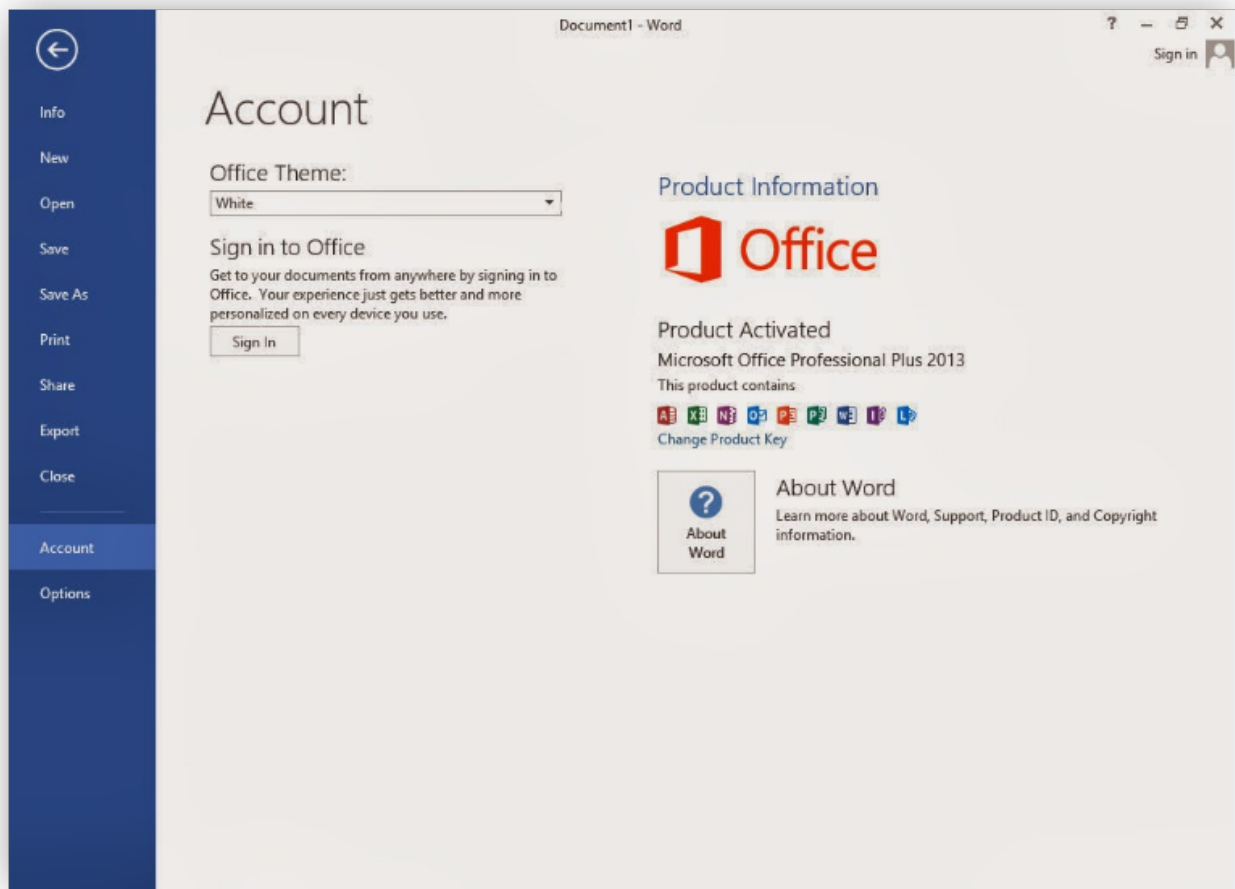 Document1 - Word
?
Sign in
Info
New
Open
Save
Save As
Print
Share
Export
Close
Account
Options
Account
Office Theme:
White
Sign in to Office
Get to your documents from anywhere by signing in to
Office. Your experience just gets better and more
personalized on every device you use.
Sign In
Product Information
Office
Product Activated
Microsoft Office Professional Plus 2013
This product contains
A X N O P P W I L
Change Product Key
?
About
Word
About Word
Learn more about Word, Support, Product ID, and Copyright
information.